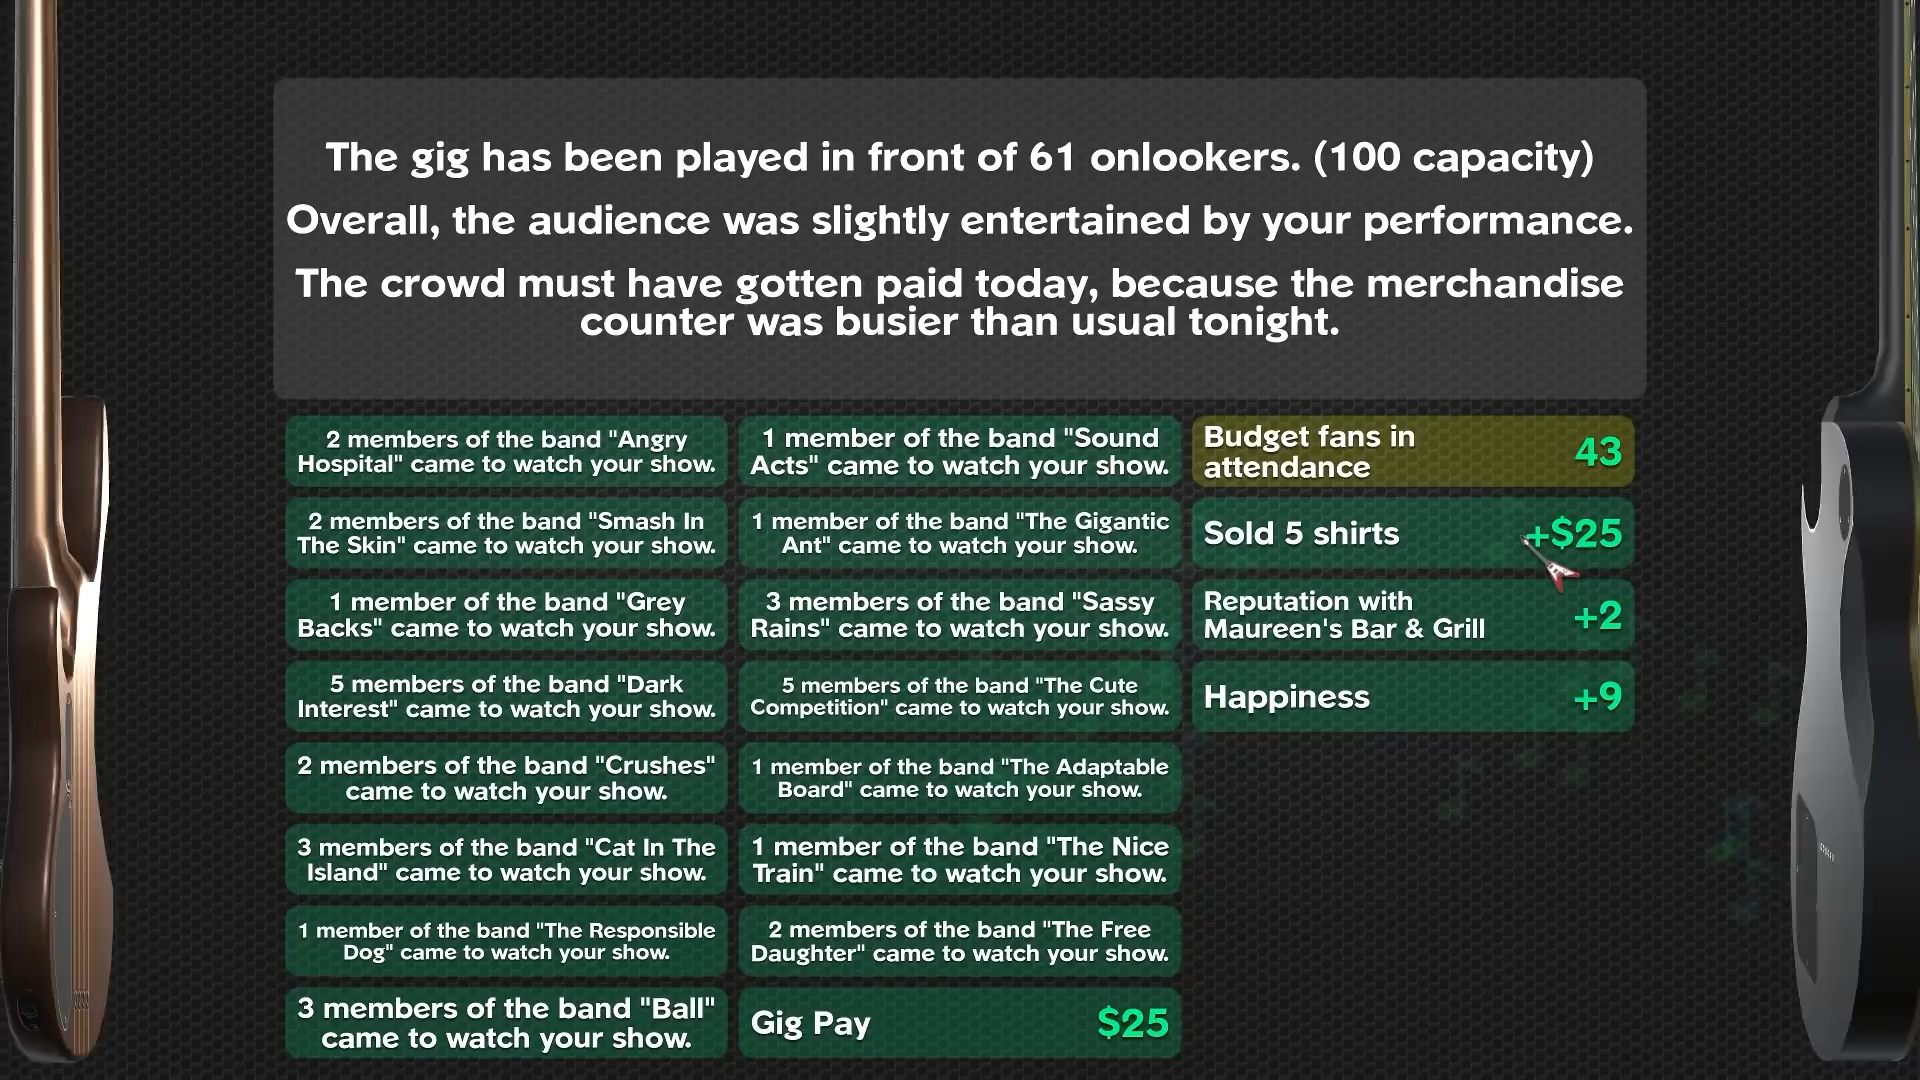 The gig has been played in front of 61 onlookers. (100 capacity)
Overall, the audience was slightly entertained by your performance.
The crowd must have gotten paid today, because the merchandise
counter was busier than usual tonight.
2 members of the band "Angry
Hospital" came to watch your show.
2 members of the band "Smash In
The Skin" came to watch your show.
1 member of the band "Grey
Backs" came to watch your show.
5 members of the band "Dark
Interest" came to watch your show.
2 members of the band "Crushes"
came to watch your show.
3 members of the band "Cat In The
Island" came to watch your show.
1 member of the band "The Responsible
Dog" came to watch your show.
3 members of the band "Ball"
came to watch your show.
1 member of the band "Sound
Acts" came to watch your show.
1 member of the band "The Gigantic
Ant" came to watch your show.
3 members of the band "Sassy
Rains" came to watch your show.
5 members of the band "The Cute
Competition" came to watch your show.
1 member of the band "The Adaptable
Board" came to watch your show.
1 member of the band "The Nice
Train" came to watch your show.
2 members of the band "The Free
Daughter" came to watch your show.
Gig Pay $25
Budget fans in
attendance 43
Sold 5 shirts +$25
Reputation with
Maureen's Bar & Grill +2
Happiness +9